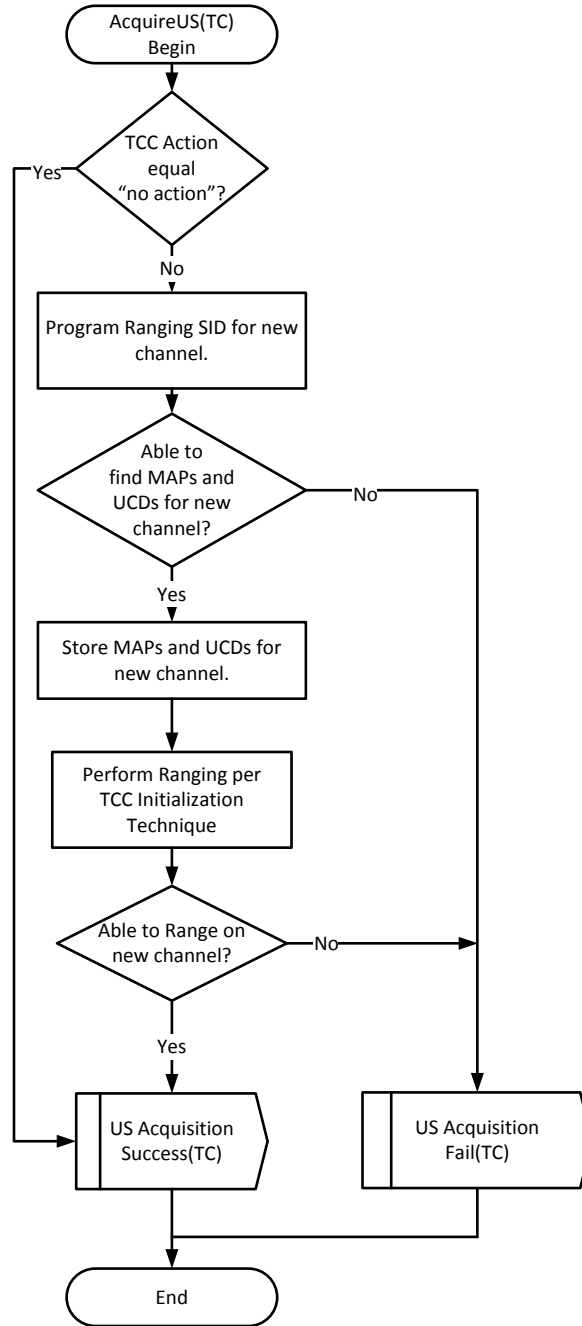 AcquireUS(TC)
Begin
TCC Action
equal
“no action”?
Yes
No
Program Ranging SID for new
channel.
Able to
find MAPs and
UCDs for new
channel?
No
Yes
Store MAPs and UCDs for
new channel.
Perform Ranging per
TCC Initialization
Technique
Able to Range on
new channel?
No
Yes
US Acquisition
Success(TC)
US Acquisition
Fail(TC)
End